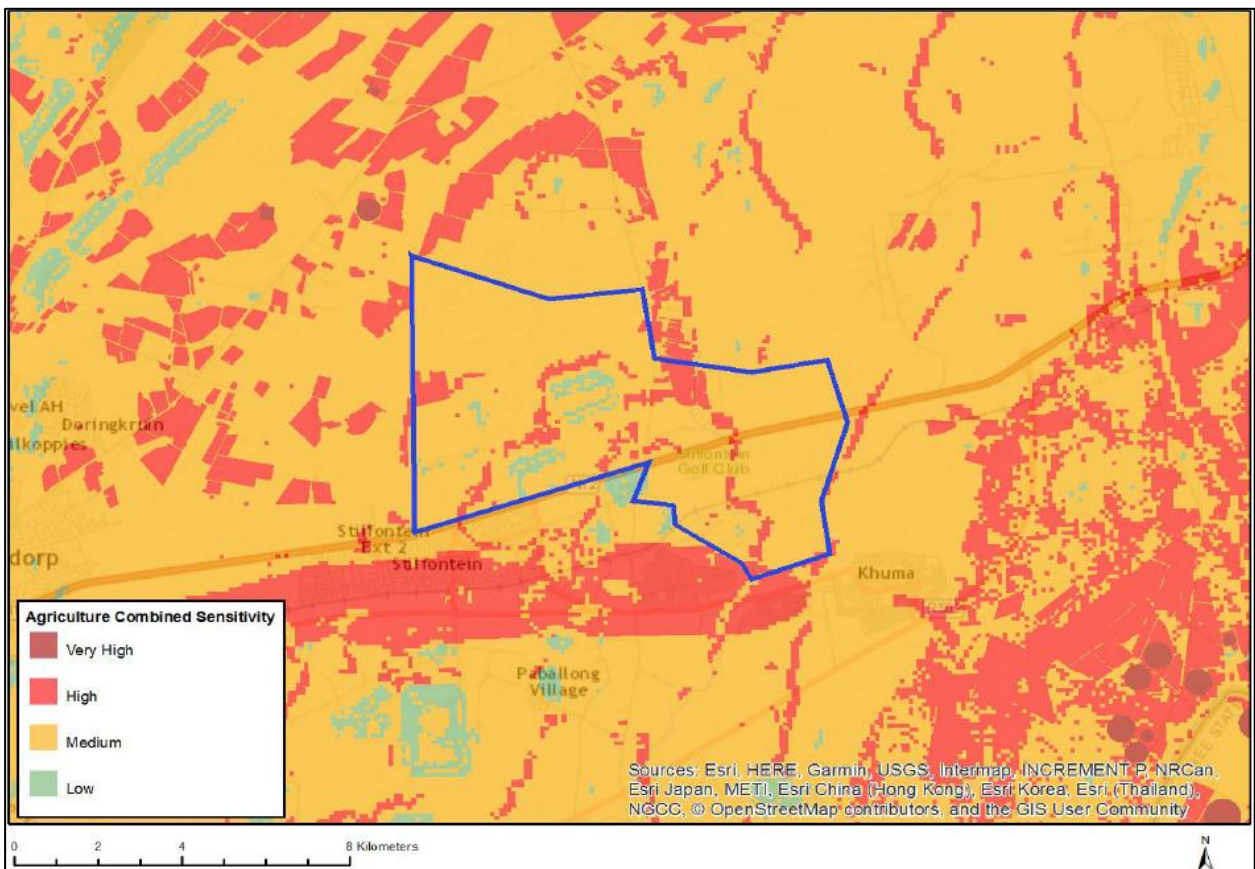 vel AH
Doringkruin
ilkoppies
Golf Club
Stilfontein
Ext 2
Stilfontein
dorp
Khuma
Paballong
Village
Agriculture Combined Sensitivity
Very High
High
Medium
Low
Sources: Esri, HERE, Garmin, USGS, Intermap, INCREMENT P, NRCan,
Esri Japan, METI, Esri China (Hong Kong), Esri Korea, Esri (Thailand),
NGCC, © OpenStreetMap contributors, and the GIS User Community
0 2 4 8 Kilometers
N